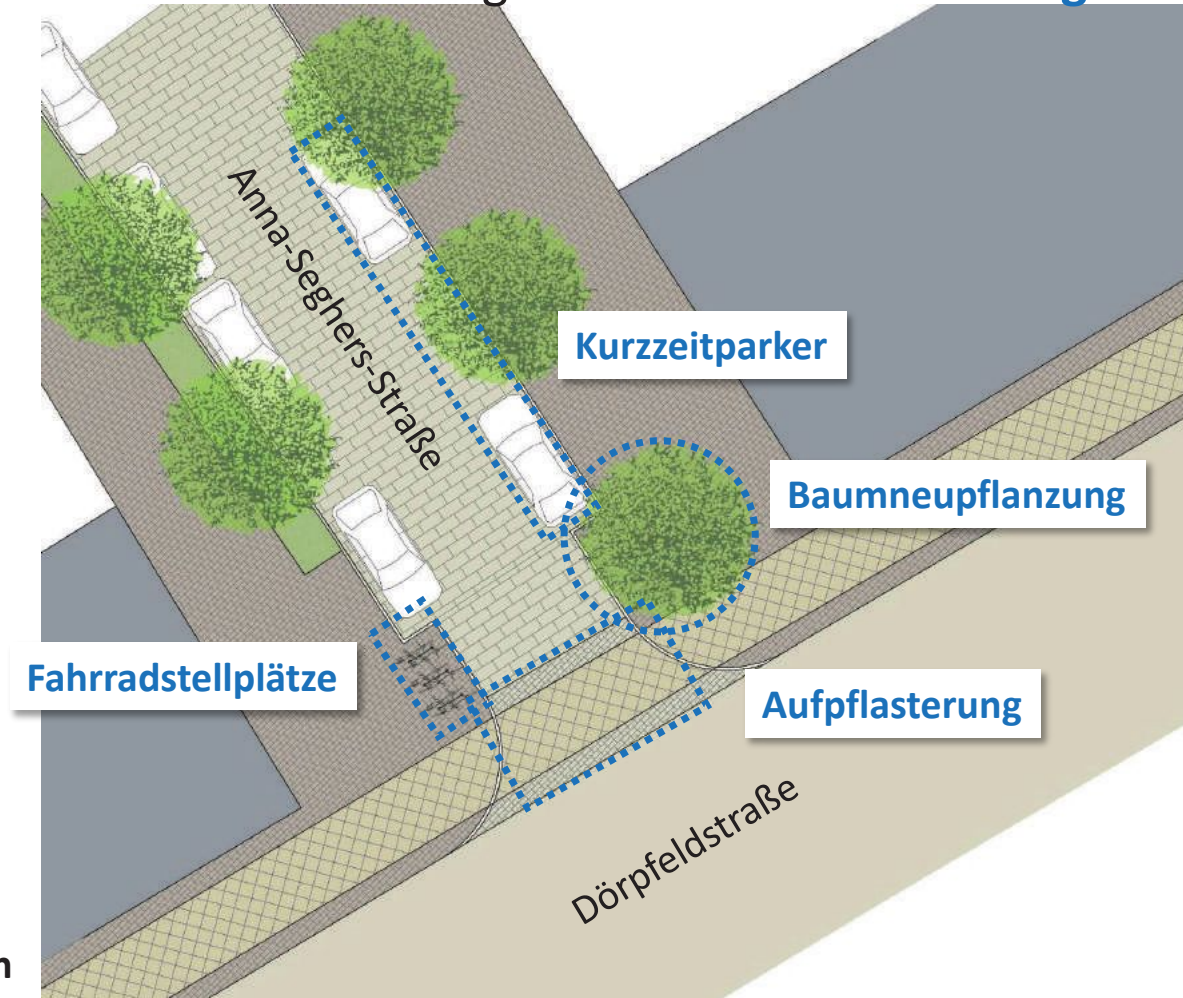 Anna-Seghers-Straße
Kurzzeitparker
Baumneupflanzung
Fahrradstellplätze
Aufpflasterung
Dörpfeldstraße